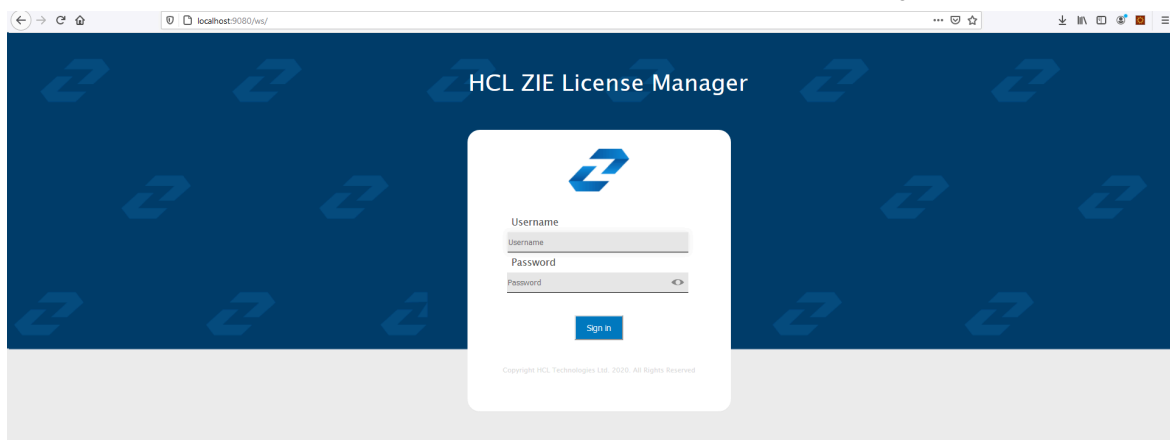 localhost:9080/ws/
HCL ZIE License Manager
Username
Username
Password
Password
Sign in
Copyright HCL Technologies Ltd. 2020. All Rights Reserved